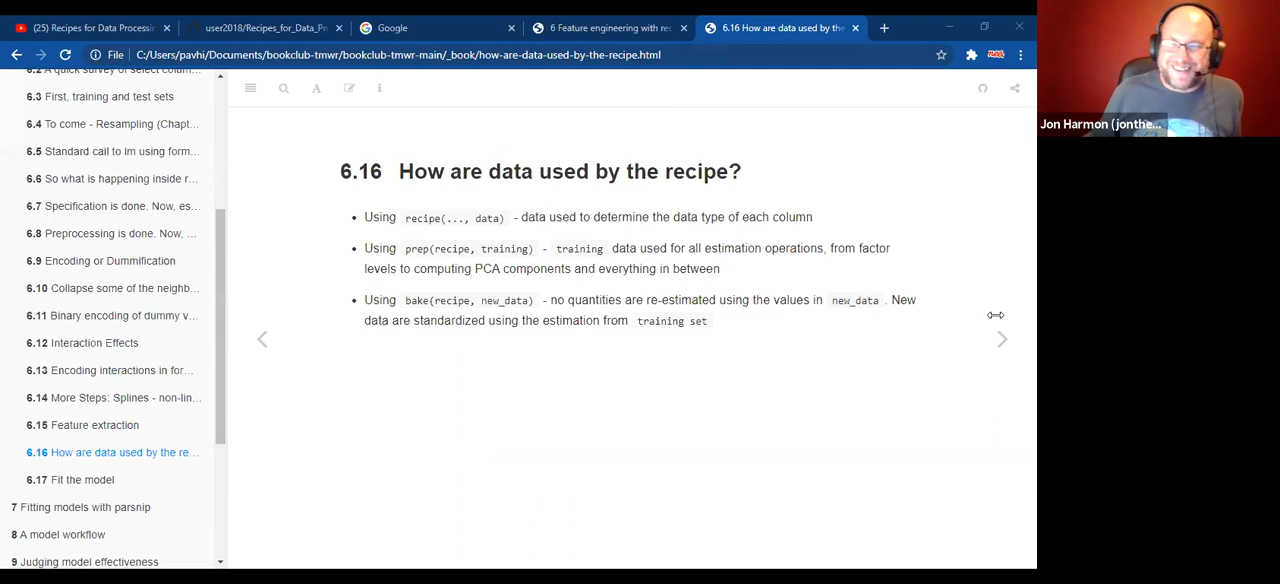 (25) Recipes for Data Processin
user2018/Recipes_for_Data_Pr
Google
6 Feature engineering with rec
6.16 How are data used by the
File C:/Users/pavhi/Documents/bookclub-tmwr/bookclub-tmwr-main/_book/how-are-data-used-by-the-recipe.html
6.2 A quick survey of select colum...
6.3 First, training and test sets
6.4 To come - Resampling (Chapt...
6.5 Standard call to lm using form...
6.6 So what is happening inside r...
6.7 Specification is done. Now, es...
6.8 Preprocessing is done. Now, ...
6.9 Encoding or Dummification
6.10 Collapse some of the neighb...
6.11 Binary encoding of dummy v...
6.12 Interaction Effects
6.13 Encoding interactions in for...
6.14 More Steps: Splines - non-lin...
6.15 Feature extraction
6.16 How are data used by the re...
6.17 Fit the model
7 Fitting models with parsnip
8 A model workflow
9 Judging model effectiveness
6.16 How are data used by the recipe?
• Using recipe(..., data) - data used to determine the data type of each column
• Using prep(recipe, training) - training data used for all estimation operations, from factor
levels to computing PCA components and everything in between
• Using bake(recipe, new_data) - no quantities are re-estimated using the values in new_data . New
data are standardized using the estimation from training set
Jon Harmon (jonthe...